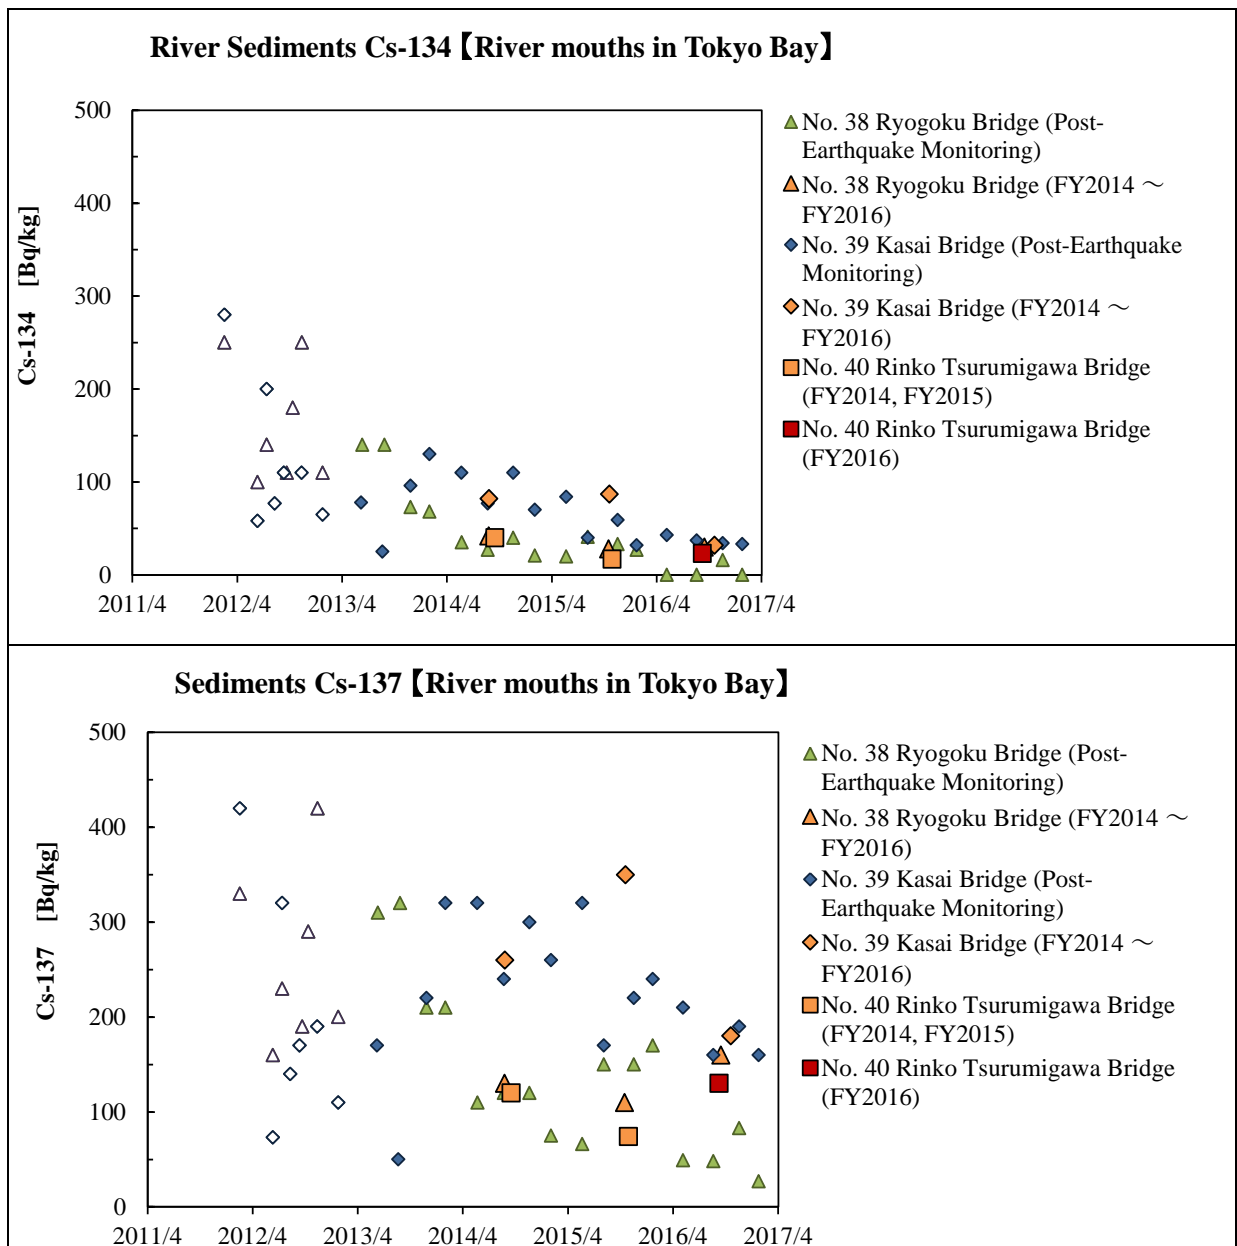 River Sediments Cs-134【River mouths in Tokyo Bay】
Cs-134 [Bq/kg]
500
400
300
200
100
0
2011/4 2012/4 2013/4 2014/4 2015/4 2016/4 2017/4
No. 38 Ryogoku Bridge (Post-
Earthquake Monitoring)
No. 38 Ryogoku Bridge (FY2014 ～
FY2016)
No. 39 Kasai Bridge (Post-Earthquake
Monitoring)
No. 39 Kasai Bridge (FY2014 ～
FY2016)
No. 40 Rinko Tsurumigawa Bridge
(FY2014, FY2015)
No. 40 Rinko Tsurumigawa Bridge
(FY2016)
Sediments Cs-137【River mouths in Tokyo Bay】
Cs-137 [Bq/kg]
500
400
300
200
100
0
2011/4 2012/4 2013/4 2014/4 2015/4 2016/4 2017/4
No. 38 Ryogoku Bridge (Post-
Earthquake Monitoring)
No. 38 Ryogoku Bridge (FY2014 ～
FY2016)
No. 39 Kasai Bridge (Post-
Earthquake Monitoring)
No. 39 Kasai Bridge (FY2014 ～
FY2016)
No. 40 Rinko Tsurumigawa Bridge
(FY2014, FY2015)
No. 40 Rinko Tsurumigawa Bridge
(FY2016)